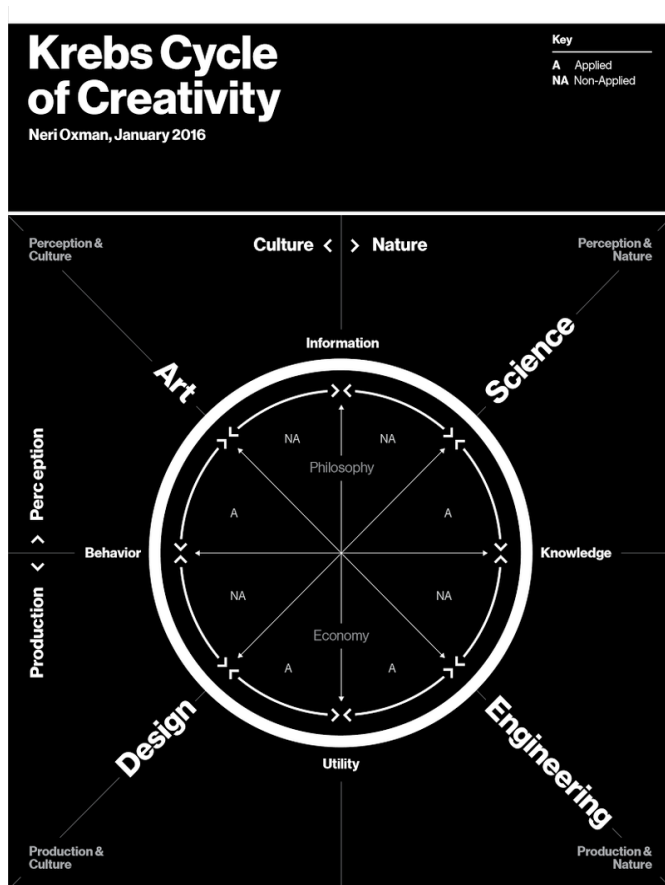 Krebs Cycle
of Creativity
Neri Oxman, January 2016
Key
A Applied
NA Non-Applied
Perception &
Culture
Culture < > Nature
Perception &
Nature
Information
Art
Science
NA
NA
Philosophy
A
A
Production < > Perception
Behavior
Knowledge
NA
NA
Economy
A
A
Design
Engineering
Utility
Production &
Culture
Production &
Nature